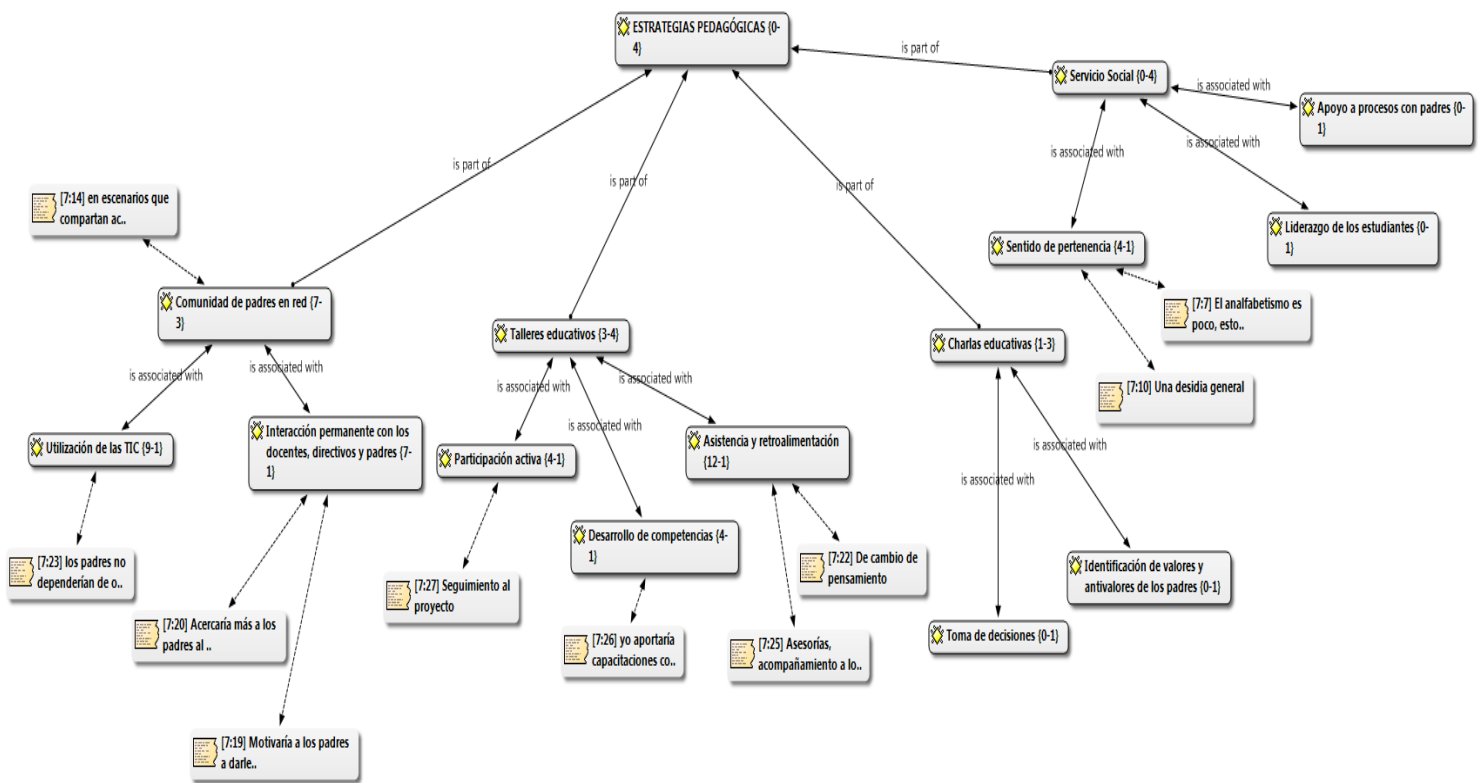 ESTRATEGIAS PEDAGÓGICAS {0-
4}
is part of
Servicio Social {0-4}
is associated with
Apoyo a procesos con padres {0-
1}
is part of
is part of
is part of
is associated with
is associated with
[7:14] en escenarios que
compartan ac..
Liderazgo de los estudiantes {0-
1}
Sentido de pertenencia {4-1}
Comunidad de padres en red {7-
3}
[7:7] El analfabetismo es
poco, esto..
Talleres educativos {3-4}
Charlas educativas {1-3}
is associated with
is associated with
is associated with
is associated with
is associated with
[7:10] Una desidia general
Utilización de las TIC {9-1}
Interacción permanente con los
docentes, directivos y padres {7-
1}
Participación activa {4-1}
Asistencia y retroalimentación
{12-1}
is associated with
is associated with
Desarrollo de competencias {4-
1}
[7:23] los padres no
dependerían de o..
[7:27] Seguimiento al
proyecto
[7:22] De cambio de
pensamiento
Identificación de valores y
antivalores de los padres {0-1}
[7:20] Acercaría más a los
padres al ..
[7:26] yo aportaría
capacitaciones co..
[7:25] Asesorías,
acompañamiento a lo..
Toma de decisiones {0-1}
[7:19] Motivaría a los padres
a darle..